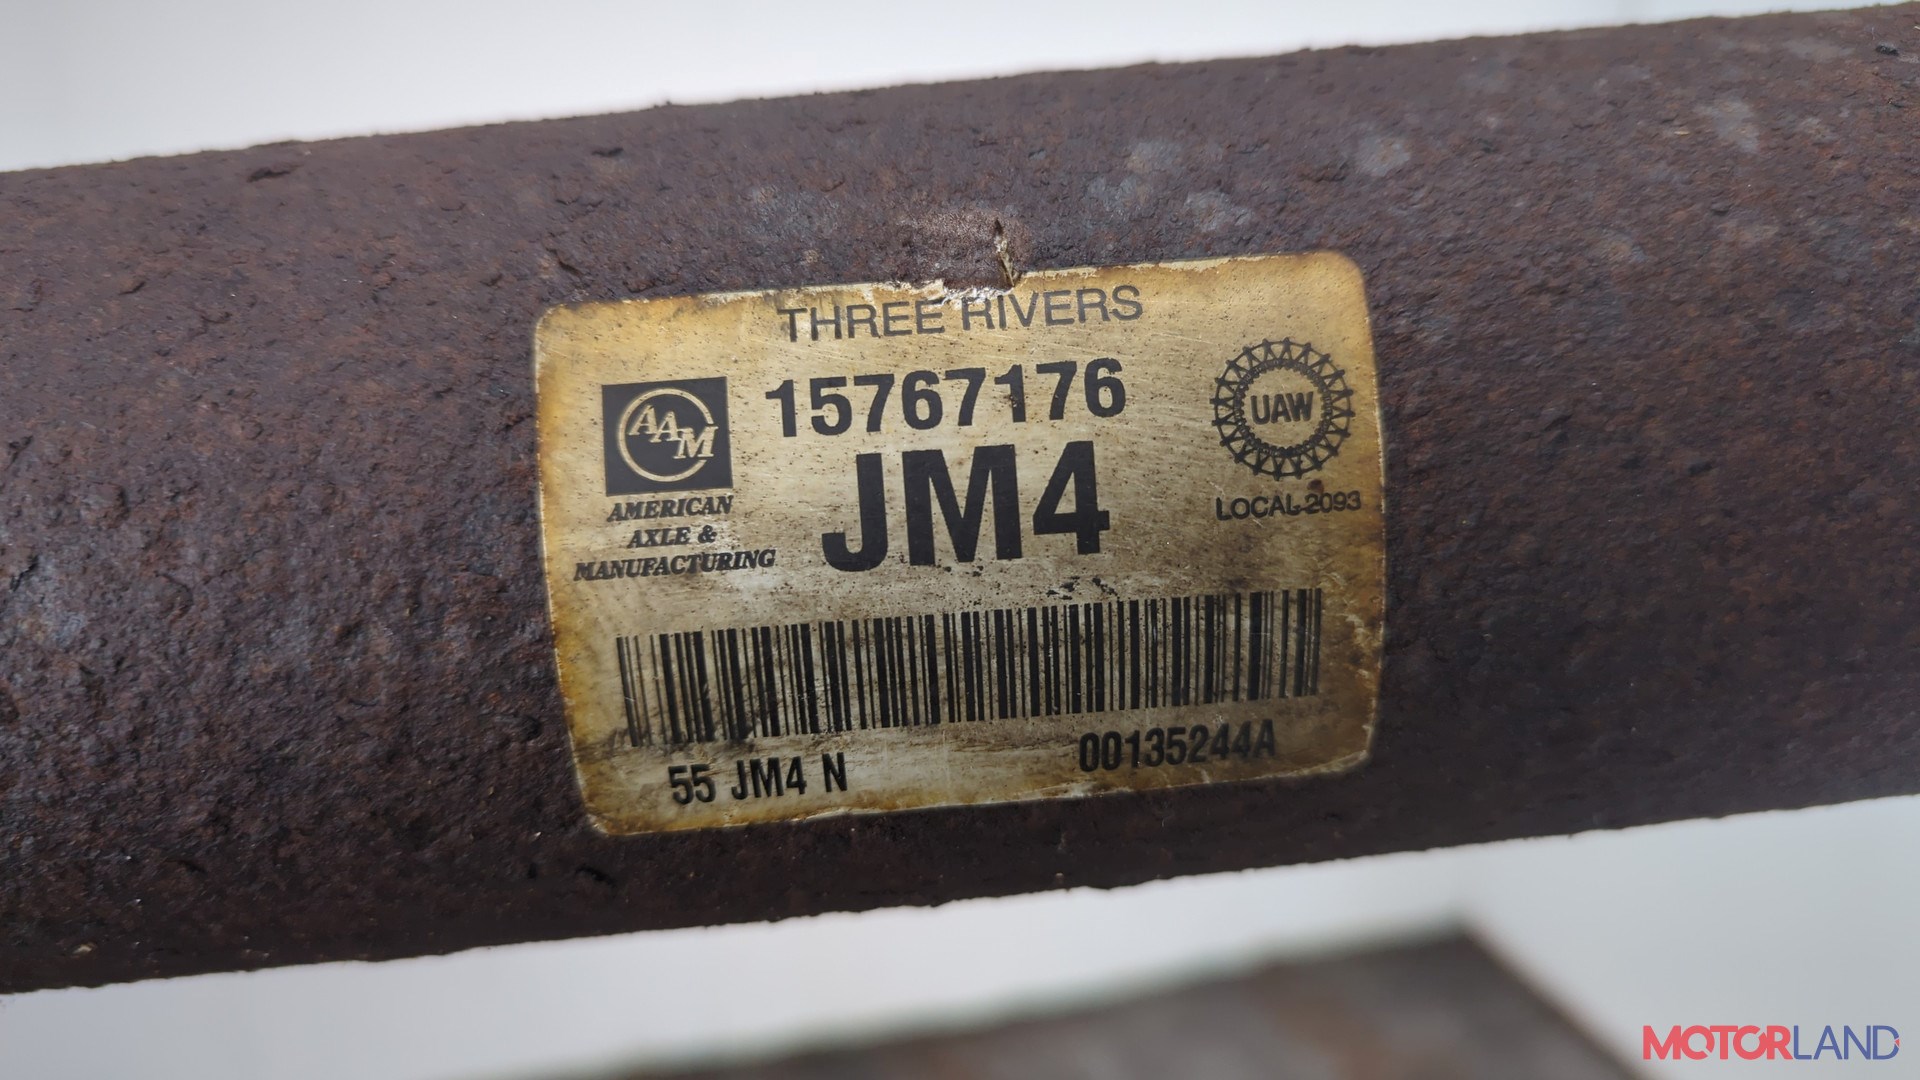 THREE RIVERS
15767176
JM4
AAM
AMERICAN
AXLE &
MANUFACTURING
UAW
LOCAL-2093
55 JM4 N
00135244A
MOTORLAND